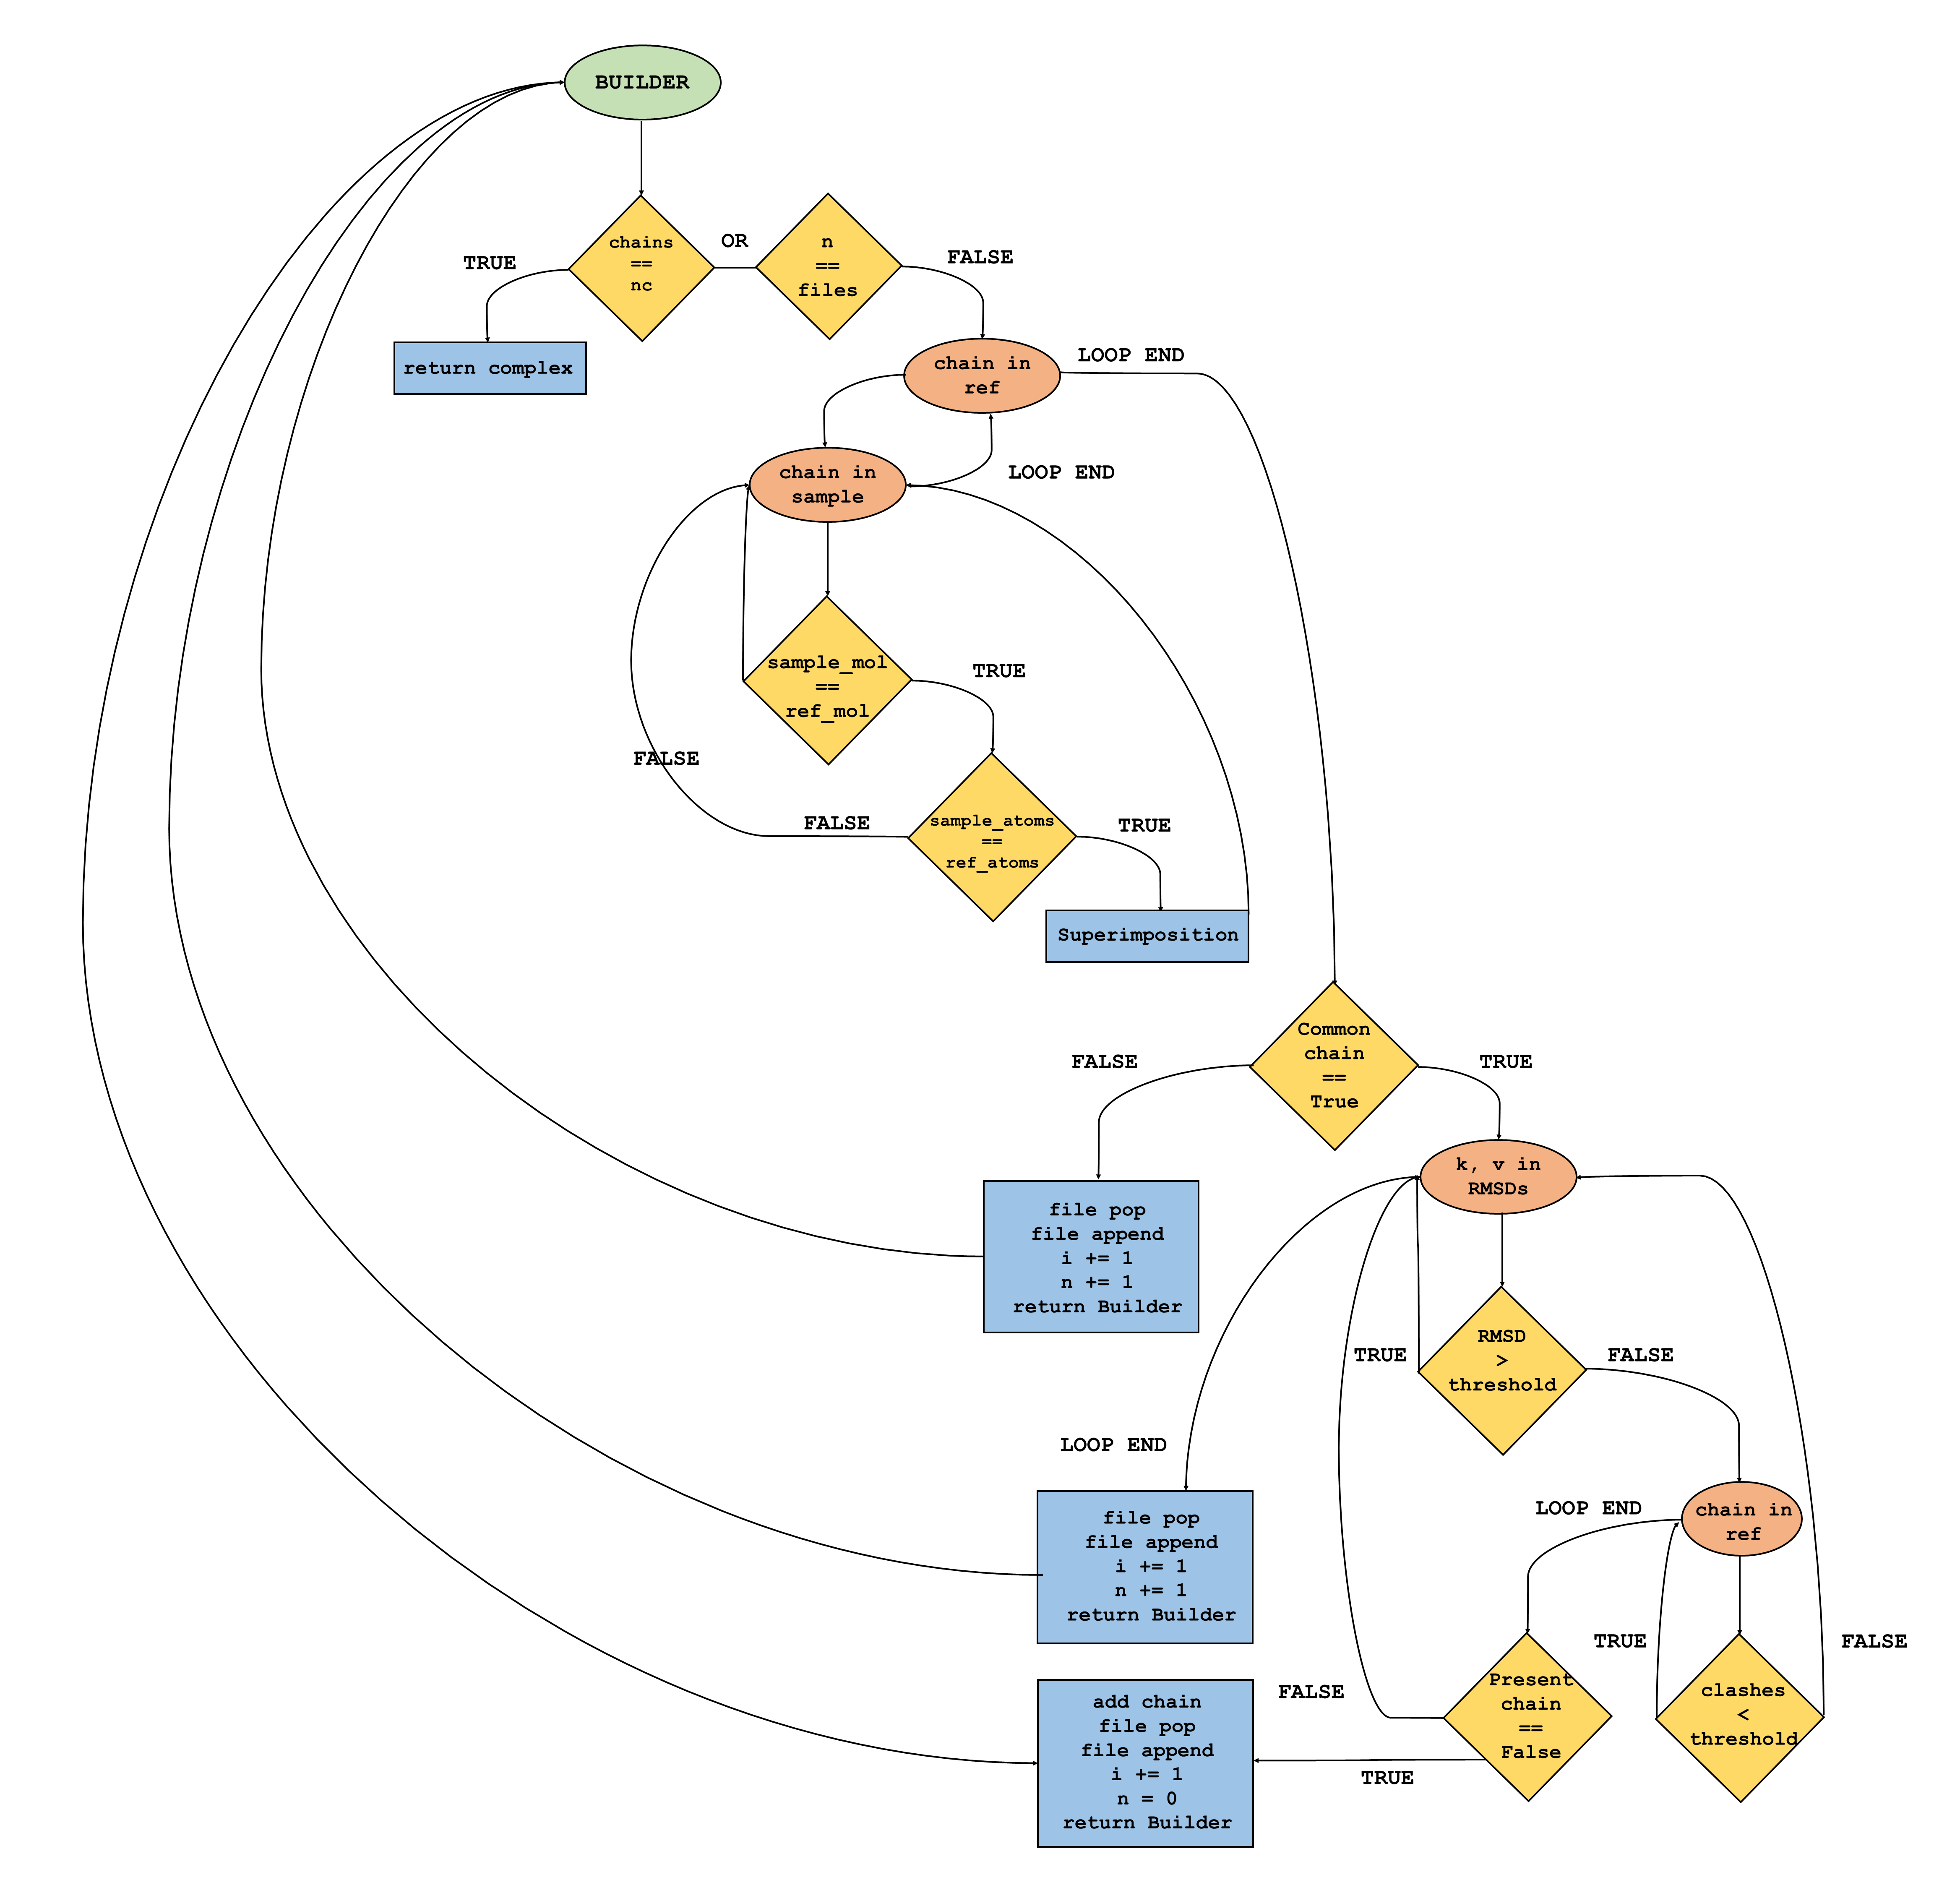 BUILDER
chains
==
nc
OR
n
==
files
TRUE
FALSE
return complex
chain in
ref
LOOP END
chain in
sample
LOOP END
sample_mol
==
ref_mol
TRUE
FALSE
sample_atoms
==
ref_atoms
FALSE
TRUE
Superimposition
Common
chain
==
True
FALSE
TRUE
k, v in
RMSDs
file pop
file append
i += 1
n += 1
return Builder
RMSD
>
threshold
TRUE
FALSE
LOOP END
file pop
file append
i += 1
n += 1
return Builder
LOOP END
chain in
ref
TRUE
FALSE
clashes
<
threshold
Present
chain
==
False
FALSE
TRUE
add chain
file pop
file append
i += 1
n = 0
return Builder